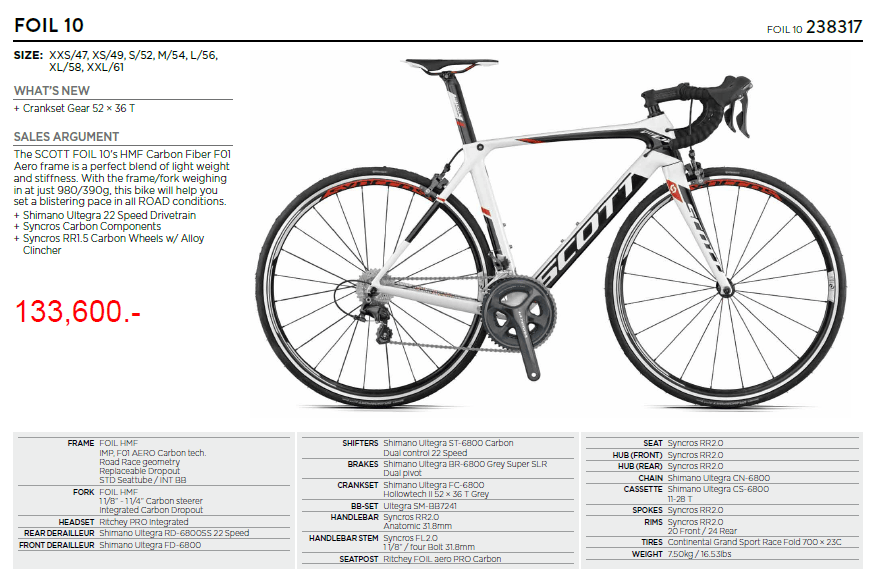 FOIL 10
FOIL 10 238317
SIZE: XXS/47, XS/49, S/52, M/54, L/56,
XL/58, XXL/61
WHAT'S NEW
+ Crankset Gear 52 × 36 T
SALES ARGUMENT
The SCOTT FOIL 10's HMF Carbon Fiber F01
Aero frame is a perfect blend of light weight
and stiffness. With the frame/fork weighing
in at just 980/390g, this bike will help you
set a blistering pace in all ROAD conditions.
+ Shimano Ultegra 22 Speed Drivetrain
+ Syncros Carbon Components
+ Syncros RR1.5 Carbon Wheels w/ Alloy
Clincher
133,600.-
SCOTT
SCOTT
FRAME FOIL HMF
IMP, F01 AERO Carbon tech.
Road Race geometry
Replaceable Dropout
STD Seattube / INT BB
FORK FOIL HMF
1 1/8" - 1 1/4" Carbon steerer
Integrated Carbon Dropout
HEADSET Ritchey PRO Integrated
REAR DERAILLEUR Shimano Ultegra RD-6800SS 22 Speed
FRONT DERAILLEUR Shimano Ultegra FD-6800
SHIFTERS Shimano Ultegra ST-6800 Carbon
Dual control 22 Speed
BRAKES Shimano Ultegra BR-6800 Grey Super SLR
Dual pivot
CRANKSET Shimano Ultegra FC-6800
Hollowtech II 52 × 36 T Grey
BB-SET Ultegra SM-BB7241
HANDLEBAR Syncros RR2.0
Anatomic 31.8mm
HANDLEBAR STEM Syncros FL2.0
1 1/8" / four Bolt 31.8mm
SEATPOST Ritchey FOIL aero PRO Carbon
SEAT Syncros RR2.0
HUB (FRONT) Syncros RR2.0
HUB (REAR) Syncros RR2.0
CHAIN Shimano Ultegra CN-6800
CASSETTE Shimano Ultegra CS-6800
11-28 T
SPOKES Syncros RR2.0
RIMS Syncros RR2.0
20 Front / 24 Rear
TIRES Continental Grand Sport Race Fold 700 × 23C
WEIGHT 7.50kg / 16.53lbs